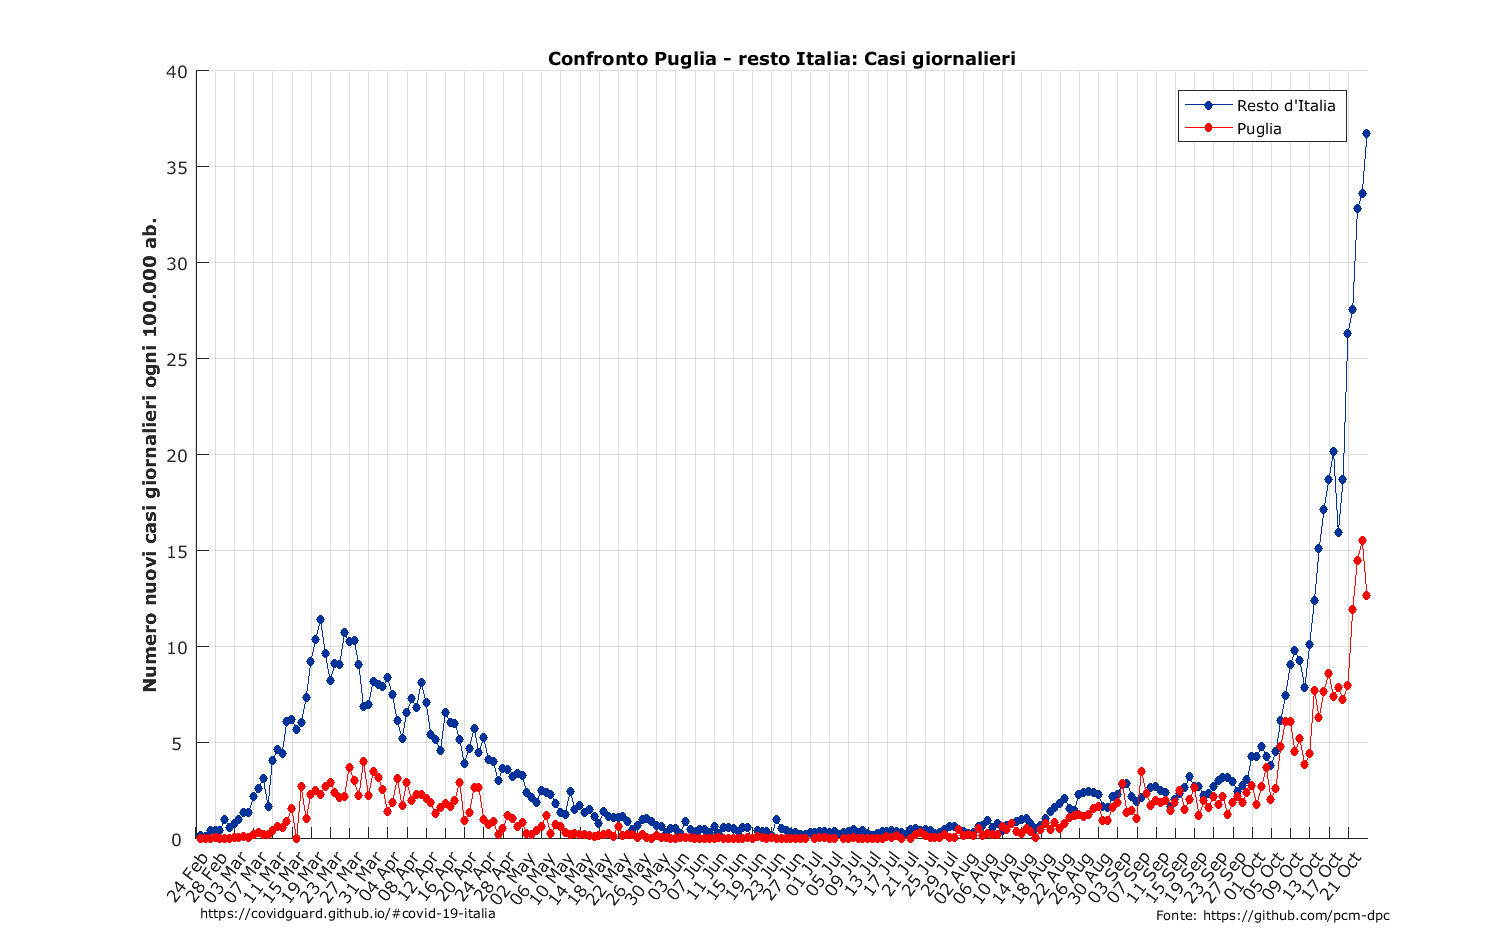 Confronto Puglia - resto Italia: Casi giornalieri
Resto d'Italia
Puglia
Numero nuovi casi giornalieri ogni 100.000 ab.
40
35
30
25
20
15
10
5
0
24 Feb
28 Feb
03 Mar
07 Mar
11 Mar
15 Mar
19 Mar
23 Mar
27 Mar
31 Mar
04 Apr
08 Apr
12 Apr
16 Apr
20 Apr
24 Apr
28 Apr
02 May
06 May
10 May
14 May
18 May
22 May
26 May
30 May
03 Jun
07 Jun
11 Jun
15 Jun
19 Jun
23 Jun
27 Jun
01 Jul
05 Jul
09 Jul
13 Jul
17 Jul
21 Jul
25 Jul
29 Jul
02 Aug
06 Aug
10 Aug
14 Aug
18 Aug
22 Aug
26 Aug
30 Aug
03 Sep
07 Sep
11 Sep
15 Sep
19 Sep
23 Sep
27 Sep
01 Oct
05 Oct
09 Oct
13 Oct
17 Oct
21 Oct
https://covidguard.github.io/#covid-19-italia
Fonte: https://github.com/pcm-dpc